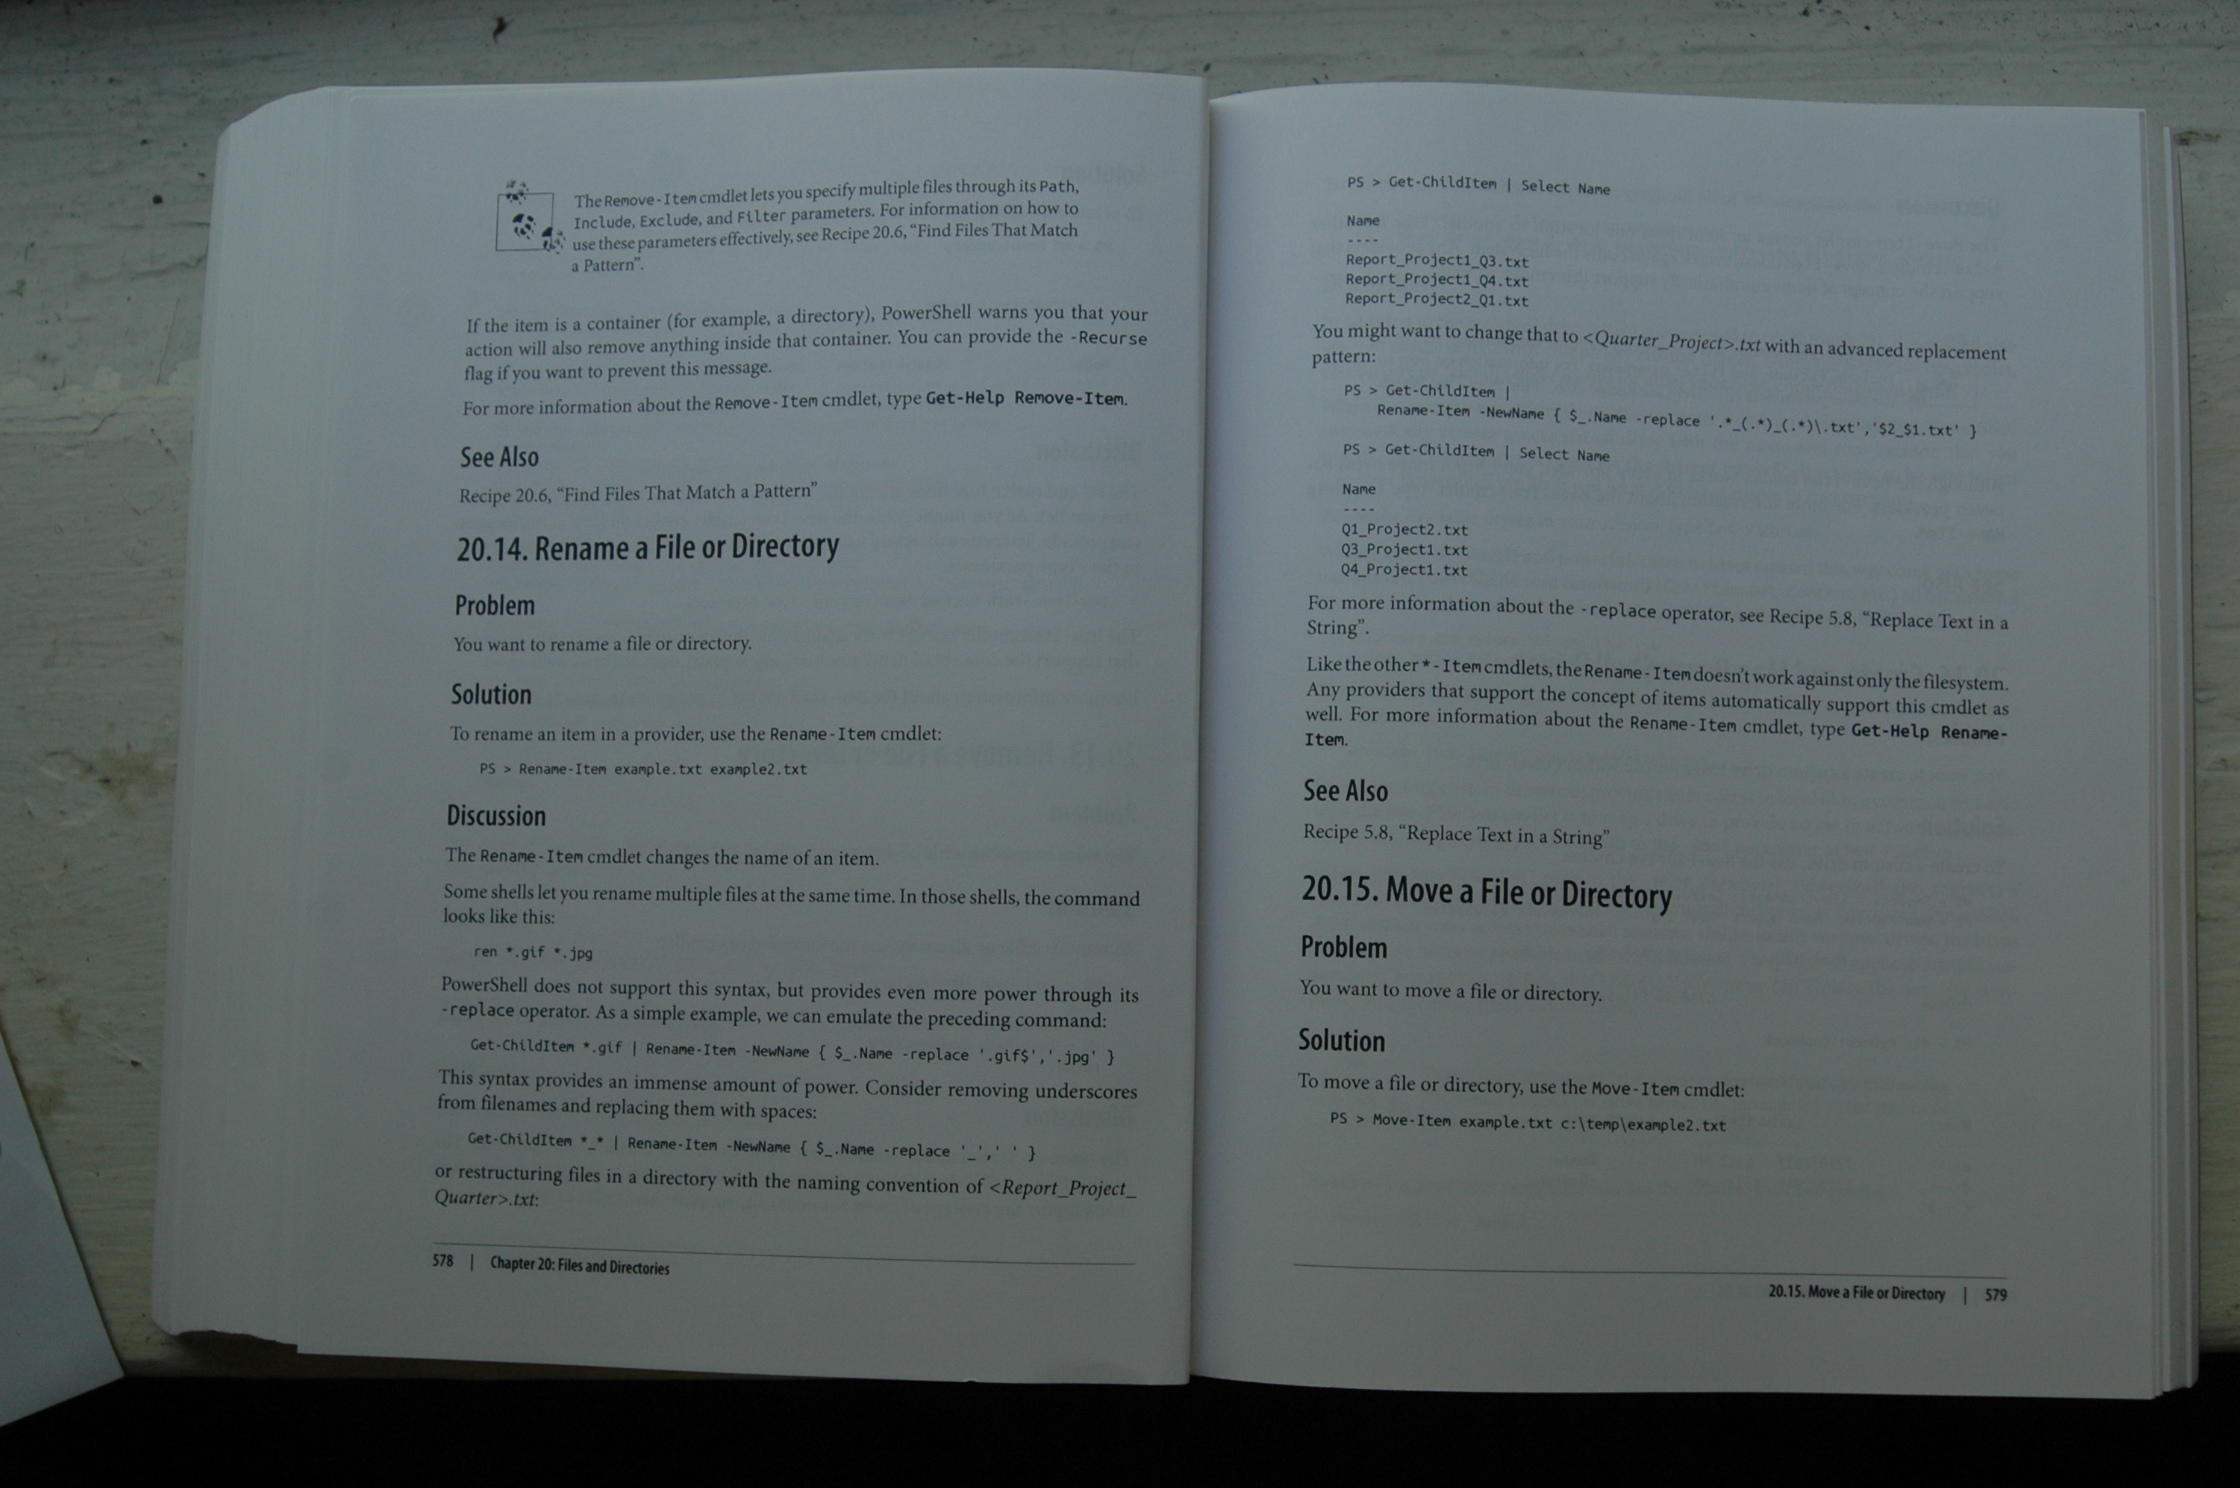 The Remove-Item cmdlet lets you specify multiple files through its Path,
Include, Exclude, and Filter parameters. For information on how to
use these parameters effectively, see Recipe 20.6, “Find Files That Match
a Pattern”.
If the item is a container (for example, a directory), PowerShell warns you that your
action will also remove anything inside that container. You can provide the -Recurse
flag if you want to prevent this message.
For more information about the Remove-Item cmdlet, type Get-Help Remove-Item.
See Also
Recipe 20.6, “Find Files That Match a Pattern”
20.14. Rename a File or Directory
Problem
You want to rename a file or directory.
Solution
To rename an item in a provider, use the Rename-Item cmdlet:
PS > Rename-Item example.txt example2.txt
Discussion
The Rename-Item cmdlet changes the name of an item.
Some shells let you rename multiple files at the same time. In those shells, the command
looks like this:
ren *.gif *.jpg
PowerShell does not support this syntax, but provides even more power through its
-replace operator. As a simple example, we can emulate the preceding command:
Get-ChildItem *.gif | Rename-Item -NewName { $_.Name -replace '.gif$','.jpg' }
This syntax provides an immense amount of power. Consider removing underscores
from filenames and replacing them with spaces:
Get-ChildItem *_* | Rename-Item -NewName { $_.Name -replace '_',' ' }
or restructuring files in a directory with the naming convention of <Report_Project_
Quarter>.txt:
578 | Chapter 20: Files and Directories
PS > Get-ChildItem | Select Name
Name
----
Report_Project1_Q3.txt
Report_Project1_Q4.txt
Report_Project2_Q1.txt
You might want to change that to <Quarter_Project>.txt with an advanced replacement
pattern:
PS > Get-ChildItem |
Rename-Item -NewName { $_.Name -replace '.*_(.*)_(.*)\.txt','$2_$1.txt' }
PS > Get-ChildItem | Select Name
Name
----
Q1_Project2.txt
Q3_Project1.txt
Q4_Project1.txt
For more information about the -replace operator, see Recipe 5.8, “Replace Text in a
String”.
Like the other *-Item cmdlets, the Rename-Item doesn’t work against only the filesystem.
Any providers that support the concept of items automatically support this cmdlet as
well. For more information about the Rename-Item cmdlet, type Get-Help Rename-
Item.
See Also
Recipe 5.8, “Replace Text in a String”
20.15. Move a File or Directory
Problem
You want to move a file or directory.
Solution
To move a file or directory, use the Move-Item cmdlet:
PS > Move-Item example.txt c:\temp\example2.txt
20.15. Move a File or Directory | 579